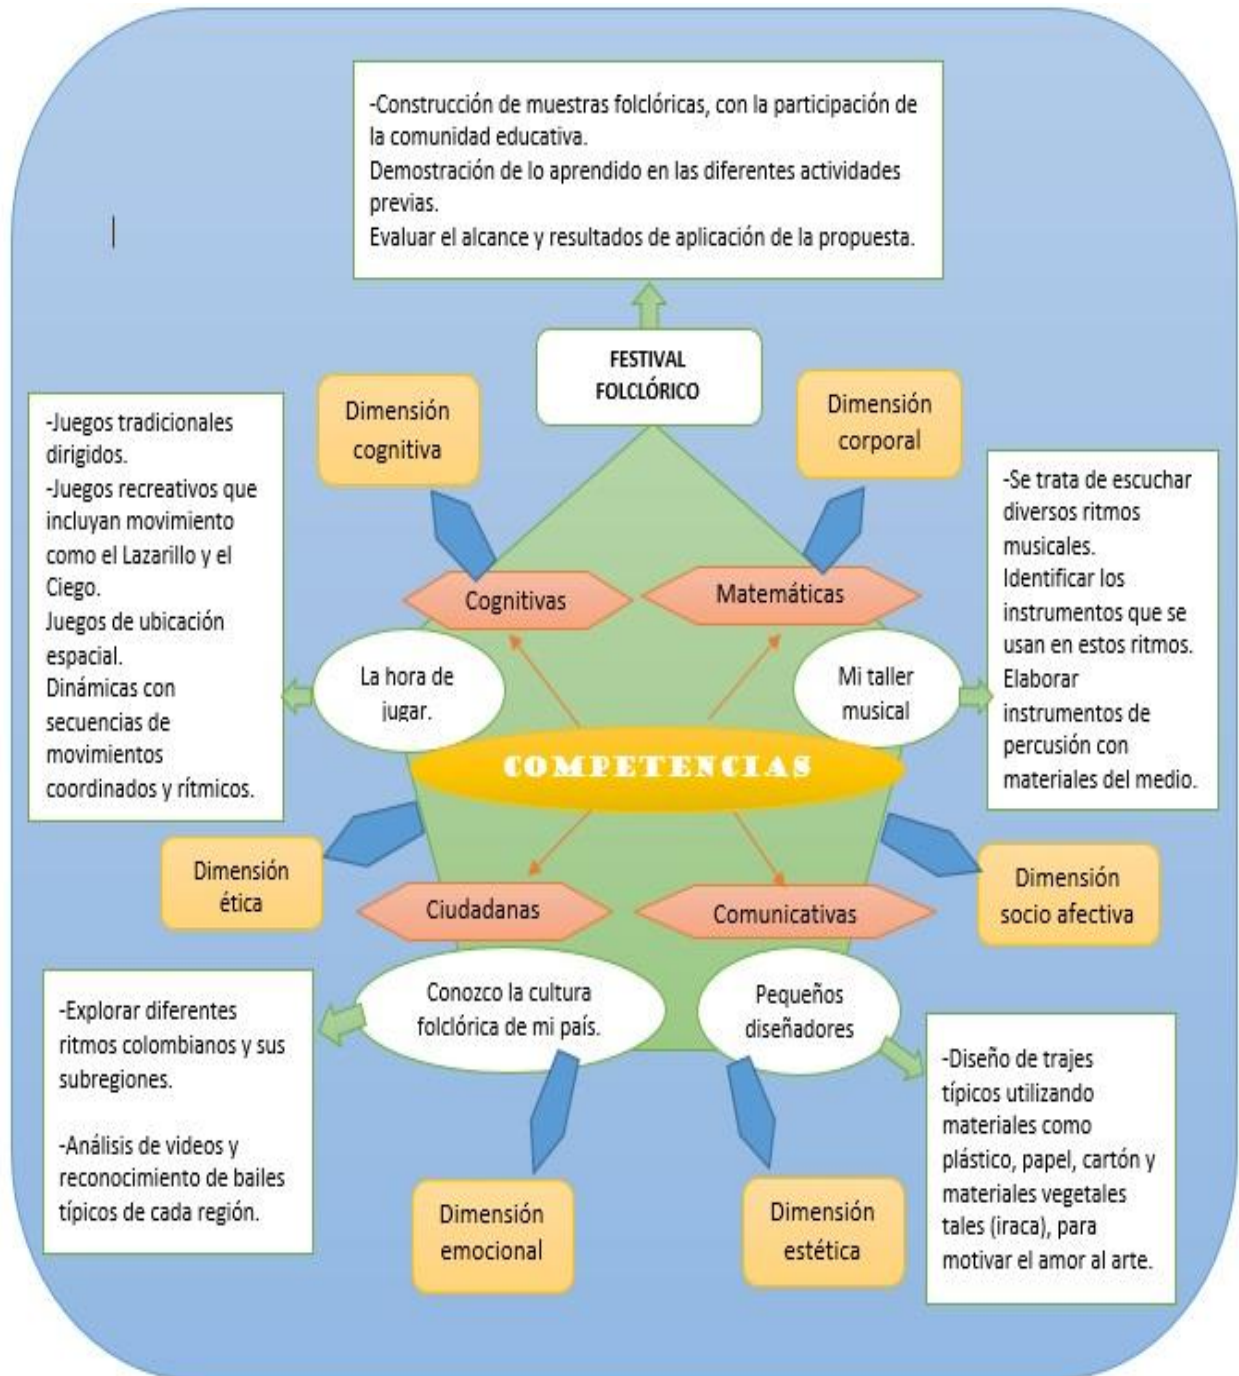 -Construcción de muestras folclóricas, con la participación de
la comunidad educativa.
Demostración de lo aprendido en las diferentes actividades
previas.
Evaluar el alcance y resultados de aplicación de la propuesta.
FESTIVAL
FOLCLÓRICO
Dimensión
cognitiva
Dimensión
corporal
-Juegos tradicionales
dirigidos.
-Juegos recreativos que
incluyan movimiento
como el Lazarillo y el
Ciego.
Juegos de ubicación
espacial.
Dinámicas con
secuencias de
movimientos
coordinados y rítmicos.
Cognitivas
Matemáticas
-Se trata de escuchar
diversos ritmos
musicales.
Identificar los
instrumentos que se
usan en estos ritmos.
Elaborar
instrumentos de
percusión con
materiales del medio.
La hora de
jugar.
Mi taller
musical
COMPETENCIAS
Dimensión
ética
Ciudadanas
Comunicativas
Dimensión
socio afectiva
Conozco la cultura
folclórica de mi país.
Pequeños
diseñadores
-Explorar diferentes
ritmos colombianos y sus
subregiones.
-Análisis de videos y
reconocimiento de bailes
típicos de cada región.
-Diseño de trajes
típicos utilizando
materiales como
plástico, papel, cartón y
materiales vegetales
tales (iraca), para
motivar el amor al arte.
Dimensión
emocional
Dimensión
estética